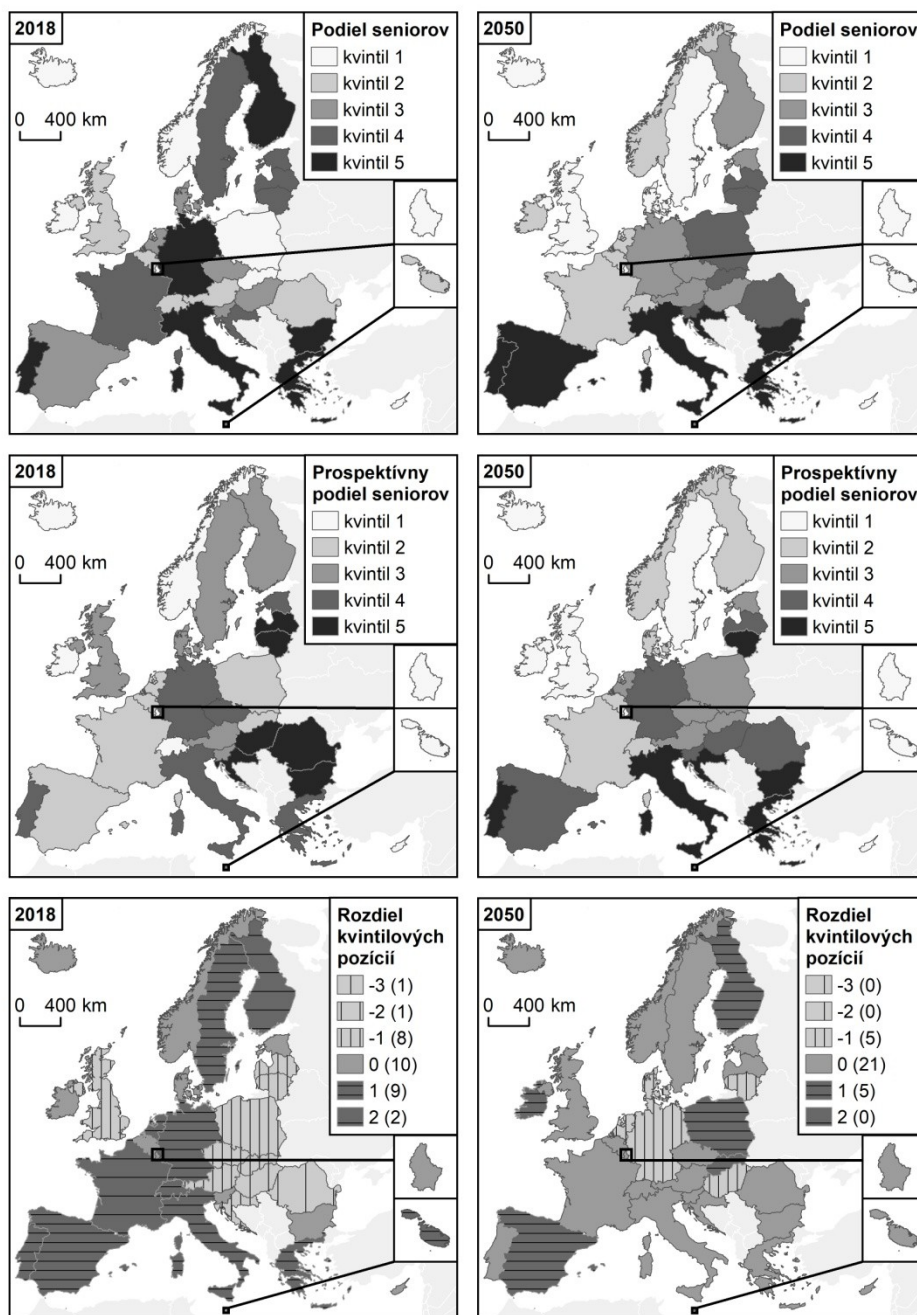 2018
Podiel seniorov
kvintil 1
kvintil 2
kvintil 3
kvintil 4
kvintil 5
0 400 km
2050
Podiel seniorov
kvintil 1
kvintil 2
kvintil 3
kvintil 4
kvintil 5
0 400 km
2018
Prospektívny
podiel seniorov
kvintil 1
kvintil 2
kvintil 3
kvintil 4
kvintil 5
0 400 km
2050
Prospektívny
podiel seniorov
kvintil 1
kvintil 2
kvintil 3
kvintil 4
kvintil 5
0 400 km
2018
Rozdiel
kvintilových
pozícií
-3 (1)
-2 (1)
-1 (8)
0 (10)
1 (9)
2 (2)
0 400 km
2050
Rozdiel
kvintilových
pozícií
-3 (0)
-2 (0)
-1 (5)
0 (21)
1 (5)
2 (0)
0 400 km